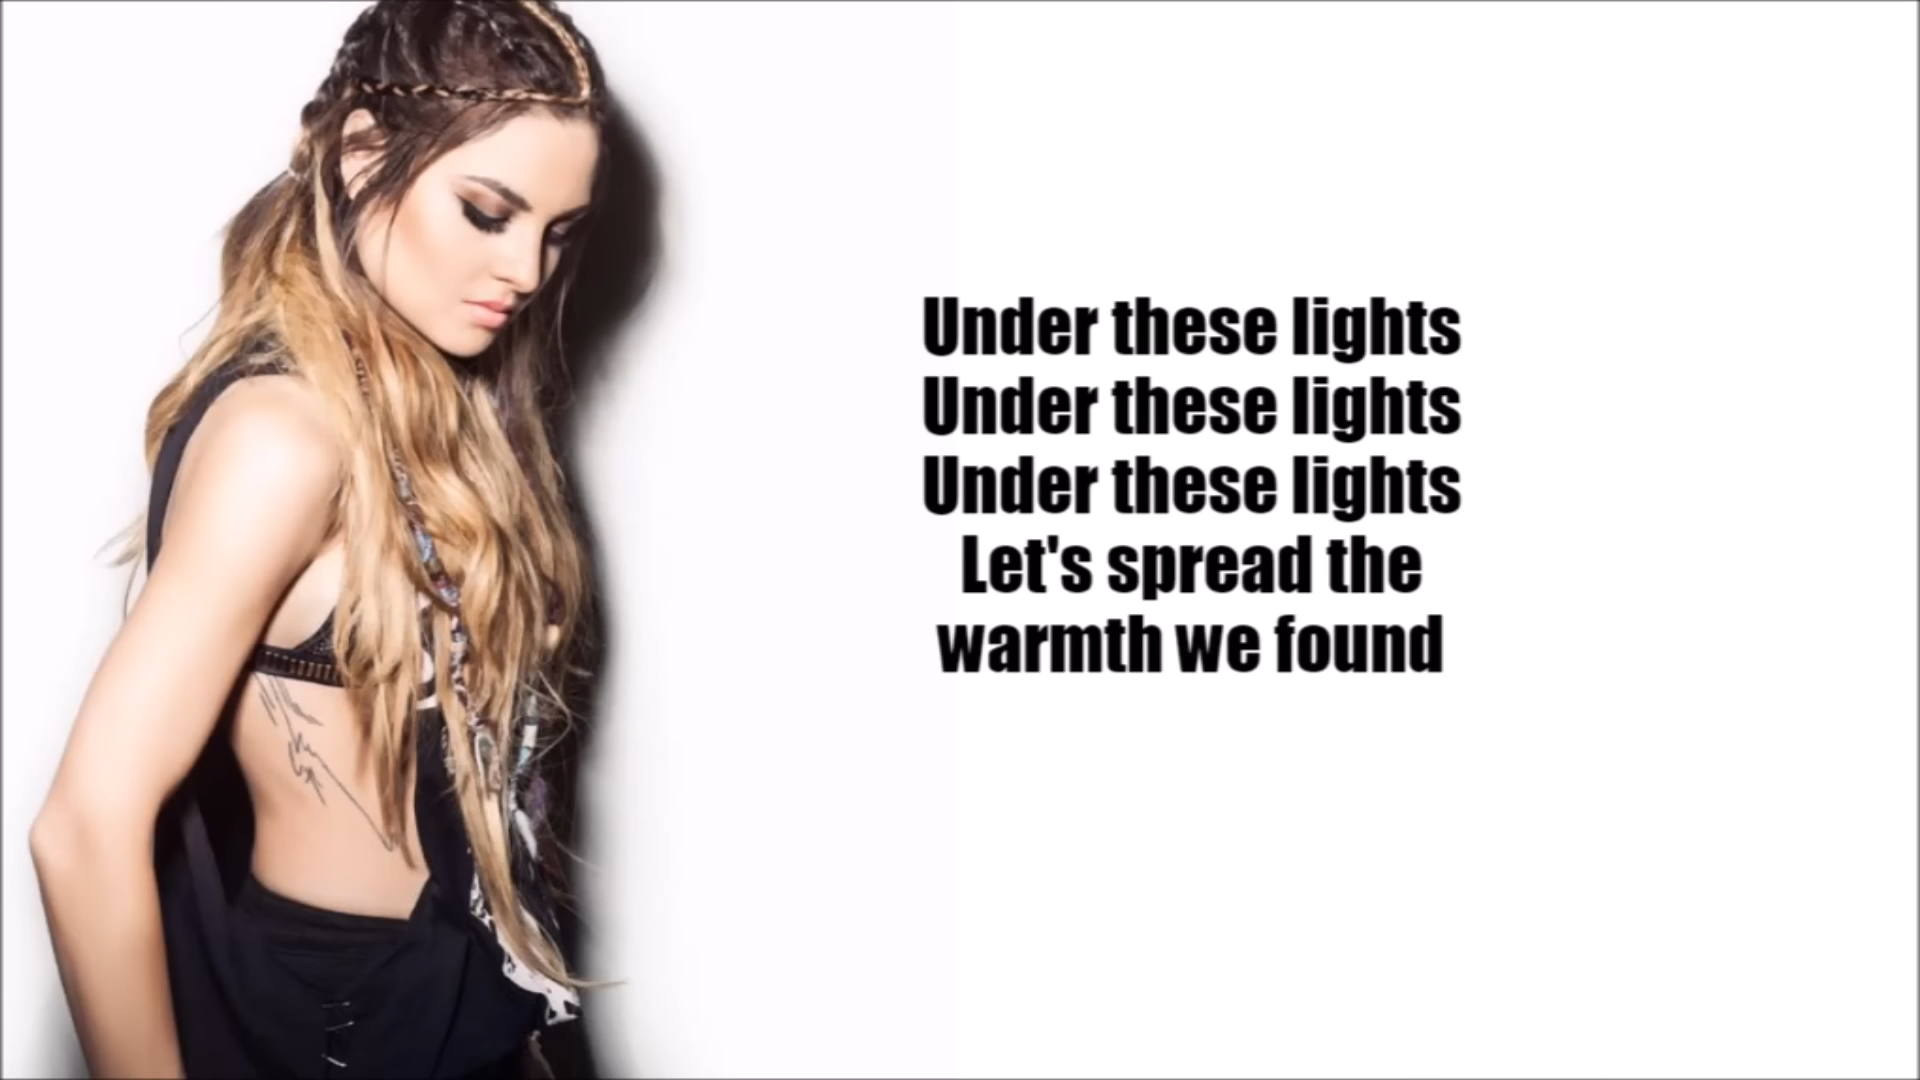 Under these lights
Under these lights
Under these lights
Let's spread the
warmth we found